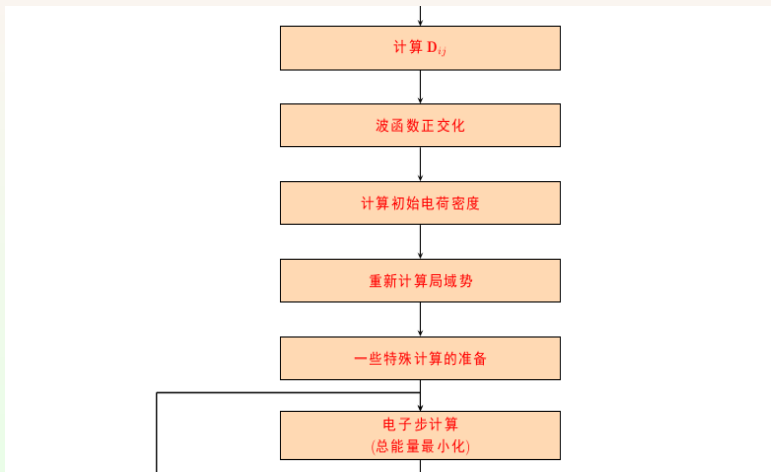 计算 D_{ij}
波函数正交化
计算初始电荷密度
重新计算局域势
一些特殊计算的准备
电子步计算
(总能量最小化)